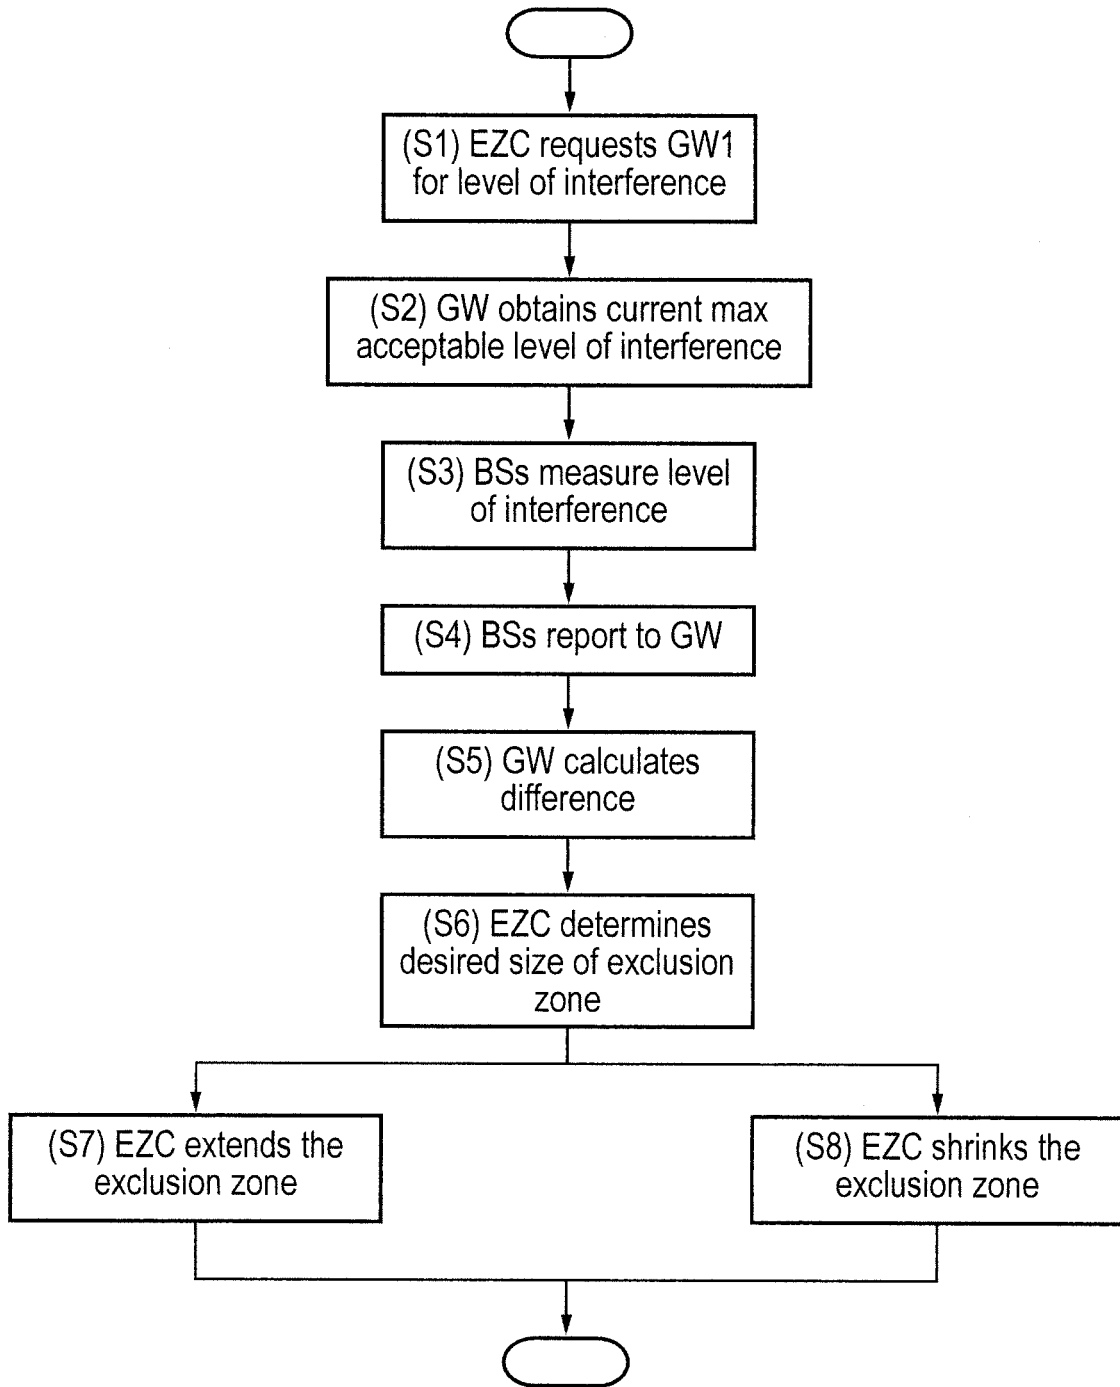 (S1) EZC requests GW1
for level of interference
(S2) GW obtains current max
acceptable level of interference
(S3) BSs measure level
of interference
(S4) BSs report to GW
(S5) GW calculates
difference
(S6) EZC determines
desired size of exclusion
zone
(S7) EZC extends the
exclusion zone
(S8) EZC shrinks the
exclusion zone